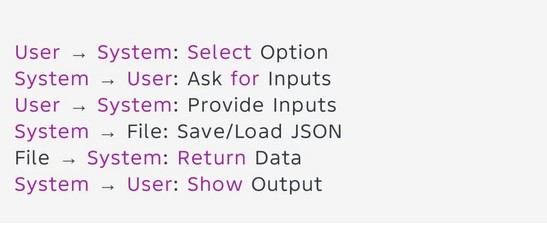 User → System: Select Option
System → User: Ask for Inputs
User → System: Provide Inputs
System → File: Save/Load JSON
File → System: Return Data
System → User: Show Output